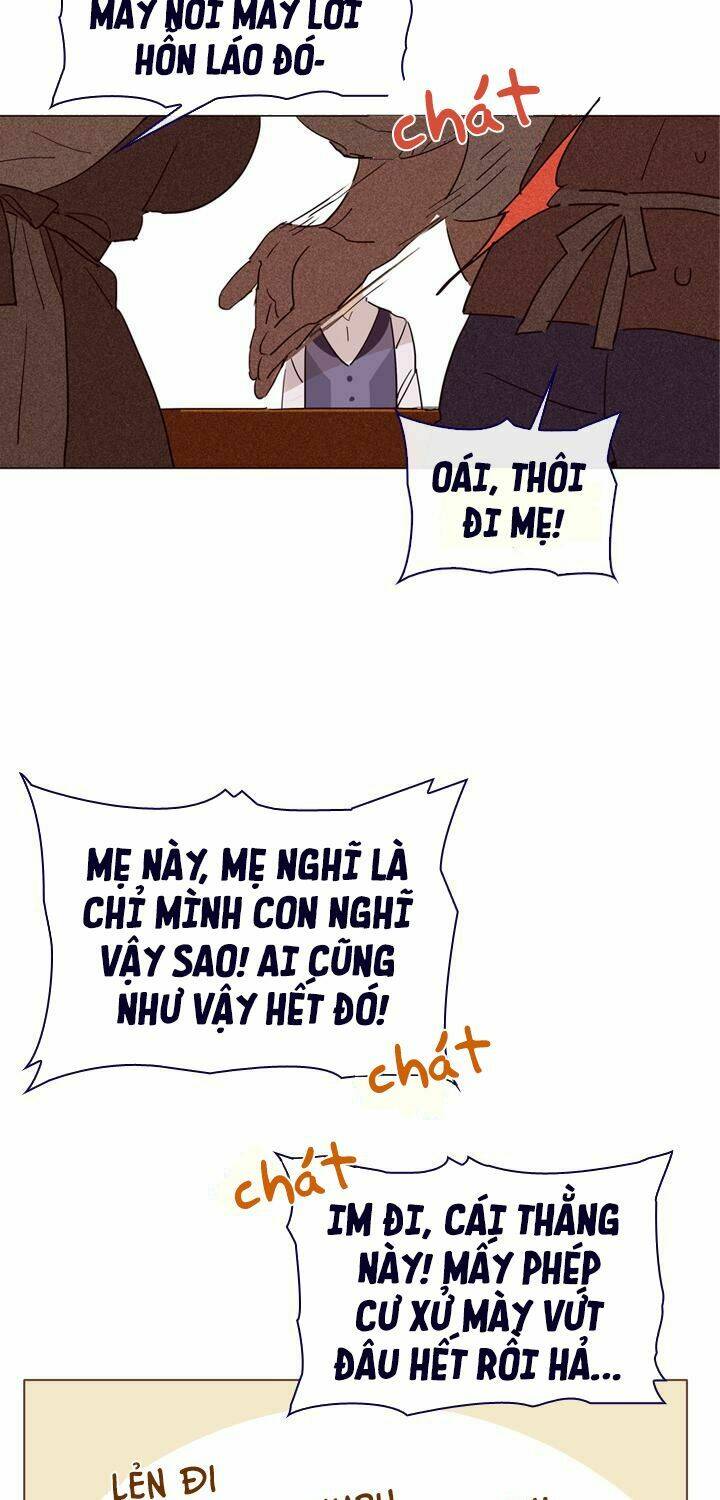 MÀY NÓI MẤY LỜI
HỖN LÁO ĐÓ-
chát
OÁI, THÔI
ĐI MẸ!
MẸ NÀY, MẸ NGHĨ LÀ
CHỈ MÌNH CON NGHĨ
VẬY SAO! AI CŨNG
NHƯ VẬY HẾT ĐÓ!
chát
chát
IM ĐI, CÁI THẰNG
NÀY! MẤY PHÉP
CƯ XỬ MÀY VỨT
ĐÂU HẾT RỒI HẢ...
LẺN ĐI